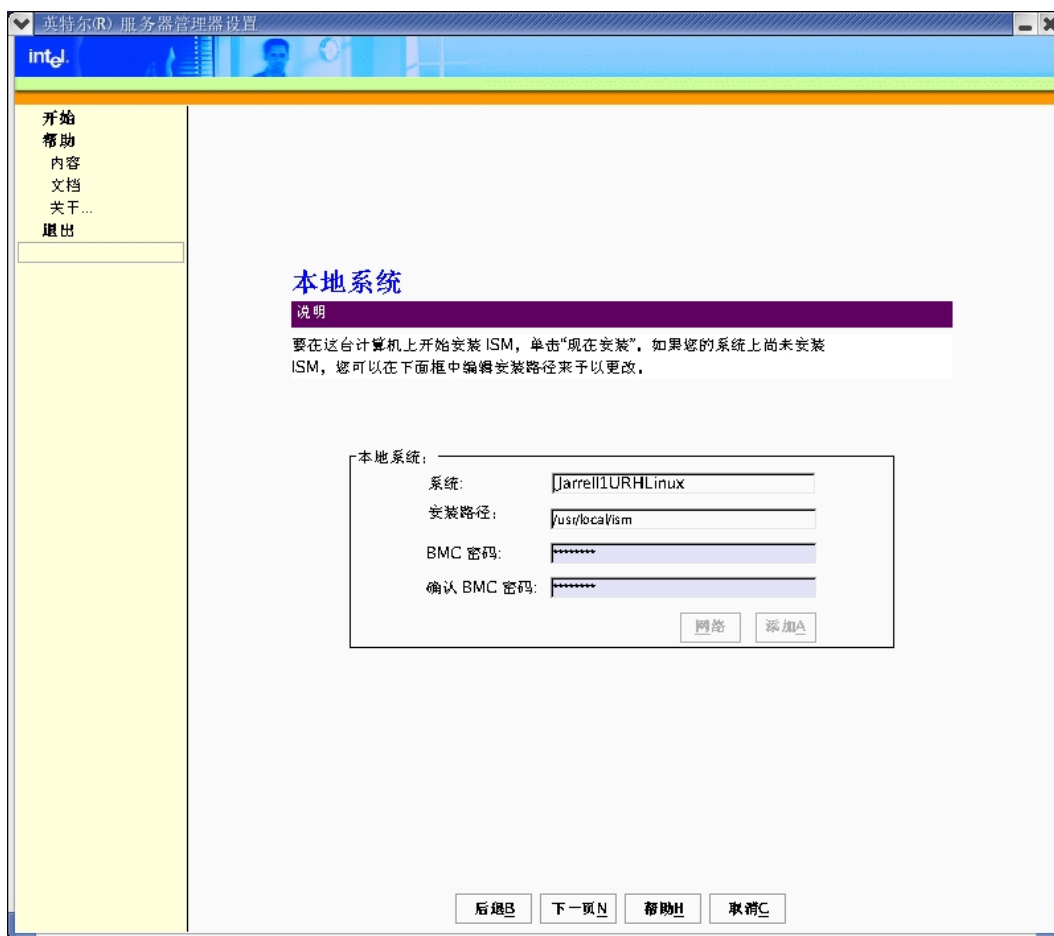 英特尔(R) 服务器管理器设置
intel.
开始
帮助
内容
文档
关于...
退出
本地系统
说明
要在这台计算机上开始安装 ISM，单击“现在安装”。如果您的系统上尚未安装
ISM，您可以在下面框中编辑安装路径来予以更改。
本地系统：
系统: Jarrell1URHLinux
安装路径： /usr/local/ism
BMC 密码: ********
确认 BMC 密码: ********
网络 添加A
后退B 下一页N 帮助H 取消C